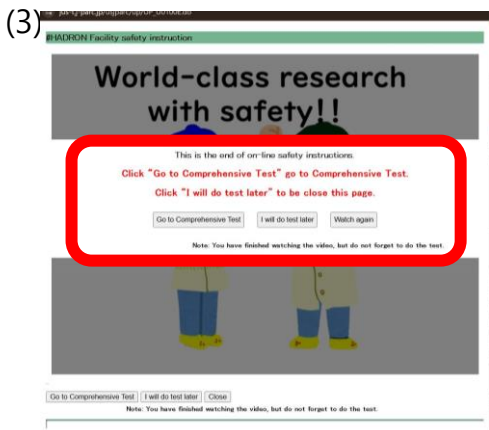 (3)
#HADRON Facility safety instruction
World-class research
with safety!!
This is the end of on-line safety instructions.
Click "Go to Comprehensive Test" go to Comprehensive Test.
Click "I will do test later" to be close this page.
Go to Comprehensive Test I will do test later Watch again
Note: You have finished watching the video, but do not forget to do the test.
Go to Comprehensive Test I will do test later Close
Note: You have finished watching the video, but do not forget to do the test.